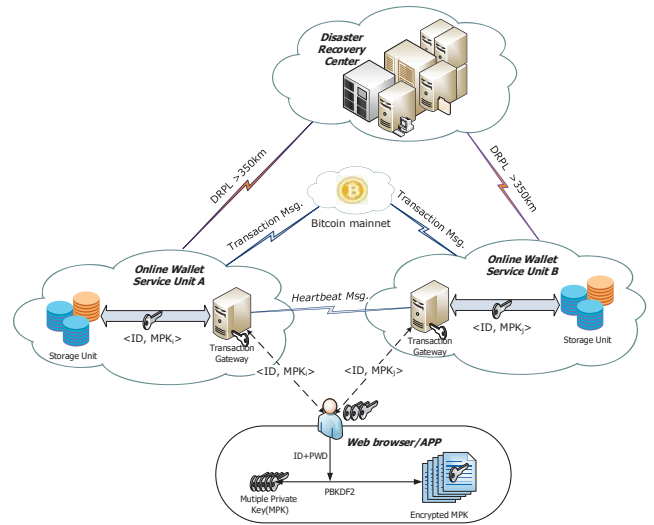 Disaster
Recovery
Center
DRPL >350km
DRPL >350km
Transaction Msg.
Transaction Msg.
Bitcoin mainnet
Online Wallet
Service Unit A
Online Wallet
Service Unit B
Heartbeat Msg.
<ID, MPKᵢ>
Storage Unit
Transaction
Gateway
<ID, MPKⱼ>
Transaction
Gateway
Storage Unit
<ID, MPKᵢ>
<ID, MPKⱼ>
Web browser/APP
ID+PWD
PBKDF2
Mutiple Private
Key(MPK)
Encrypted MPK